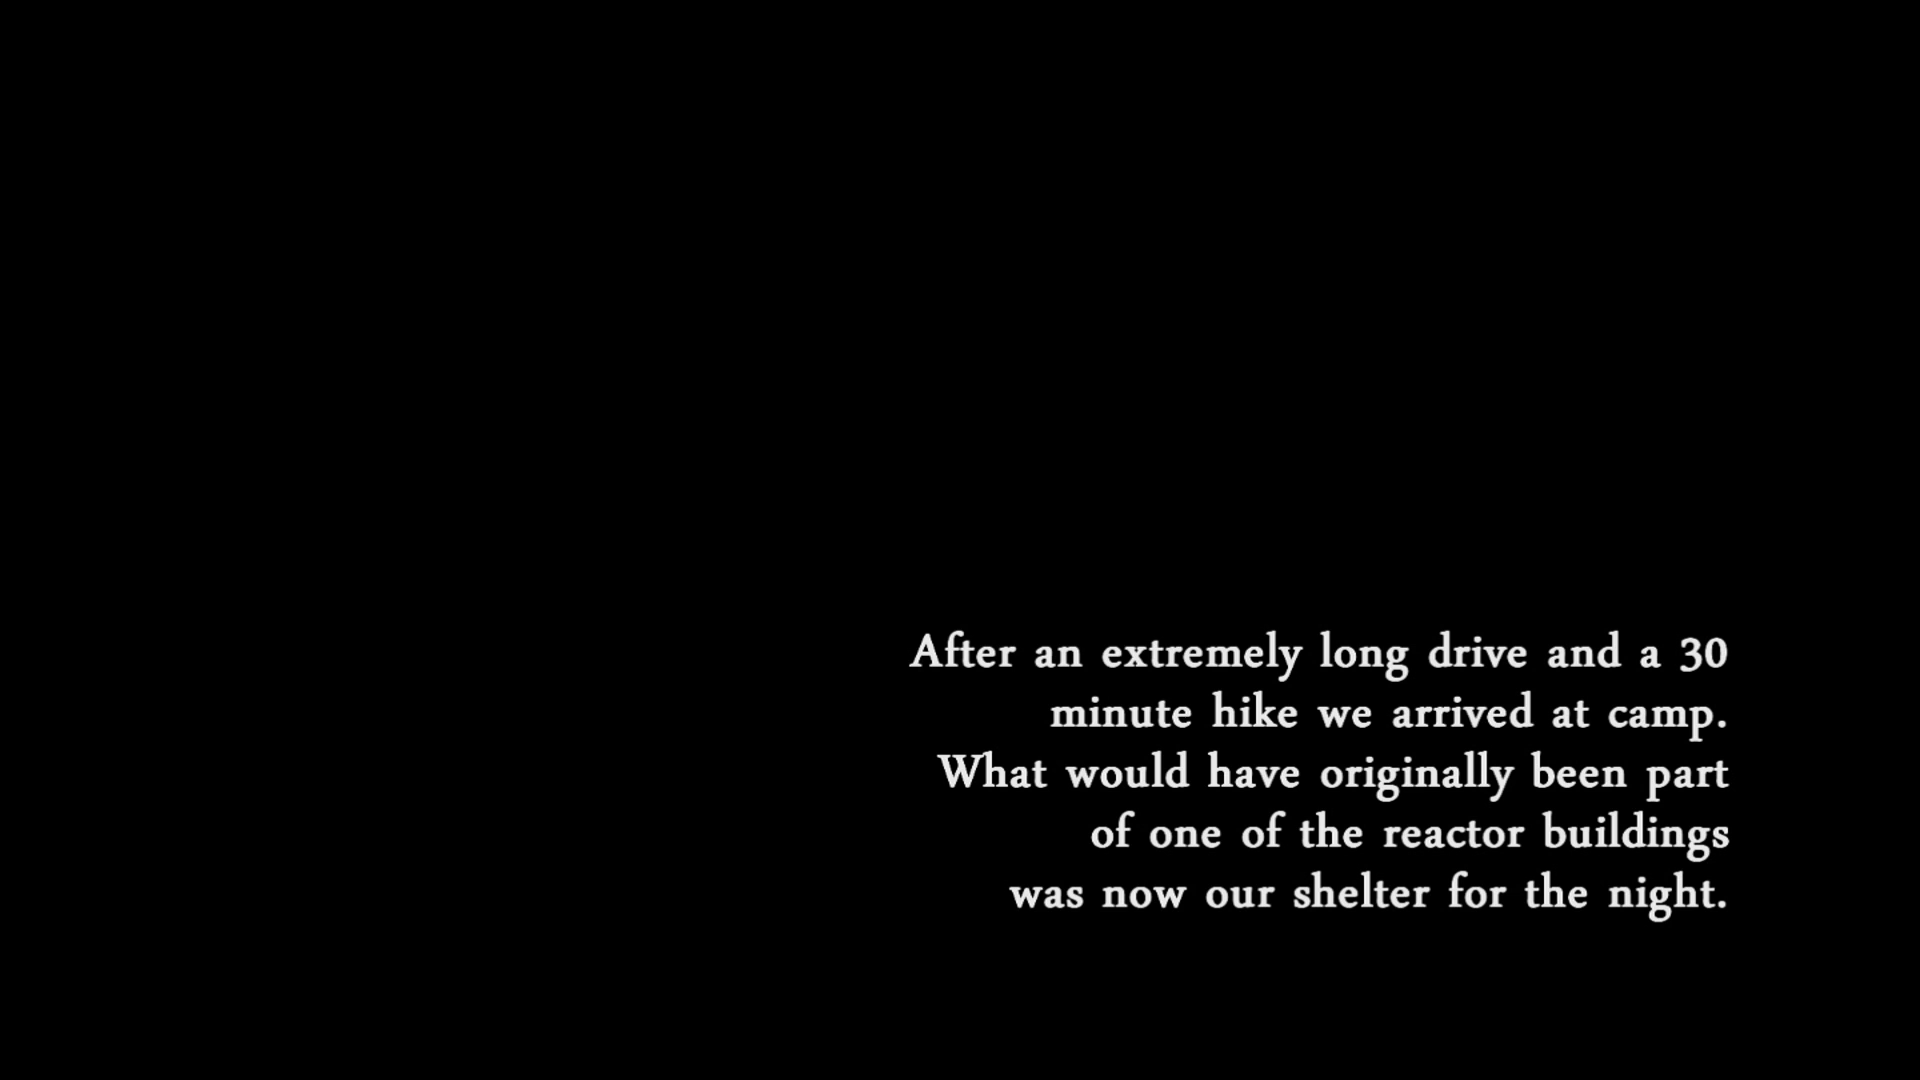 After an extremely long drive and a 30
minute hike we arrived at camp.
What would have originally been part
of one of the reactor buildings
was now our shelter for the night.